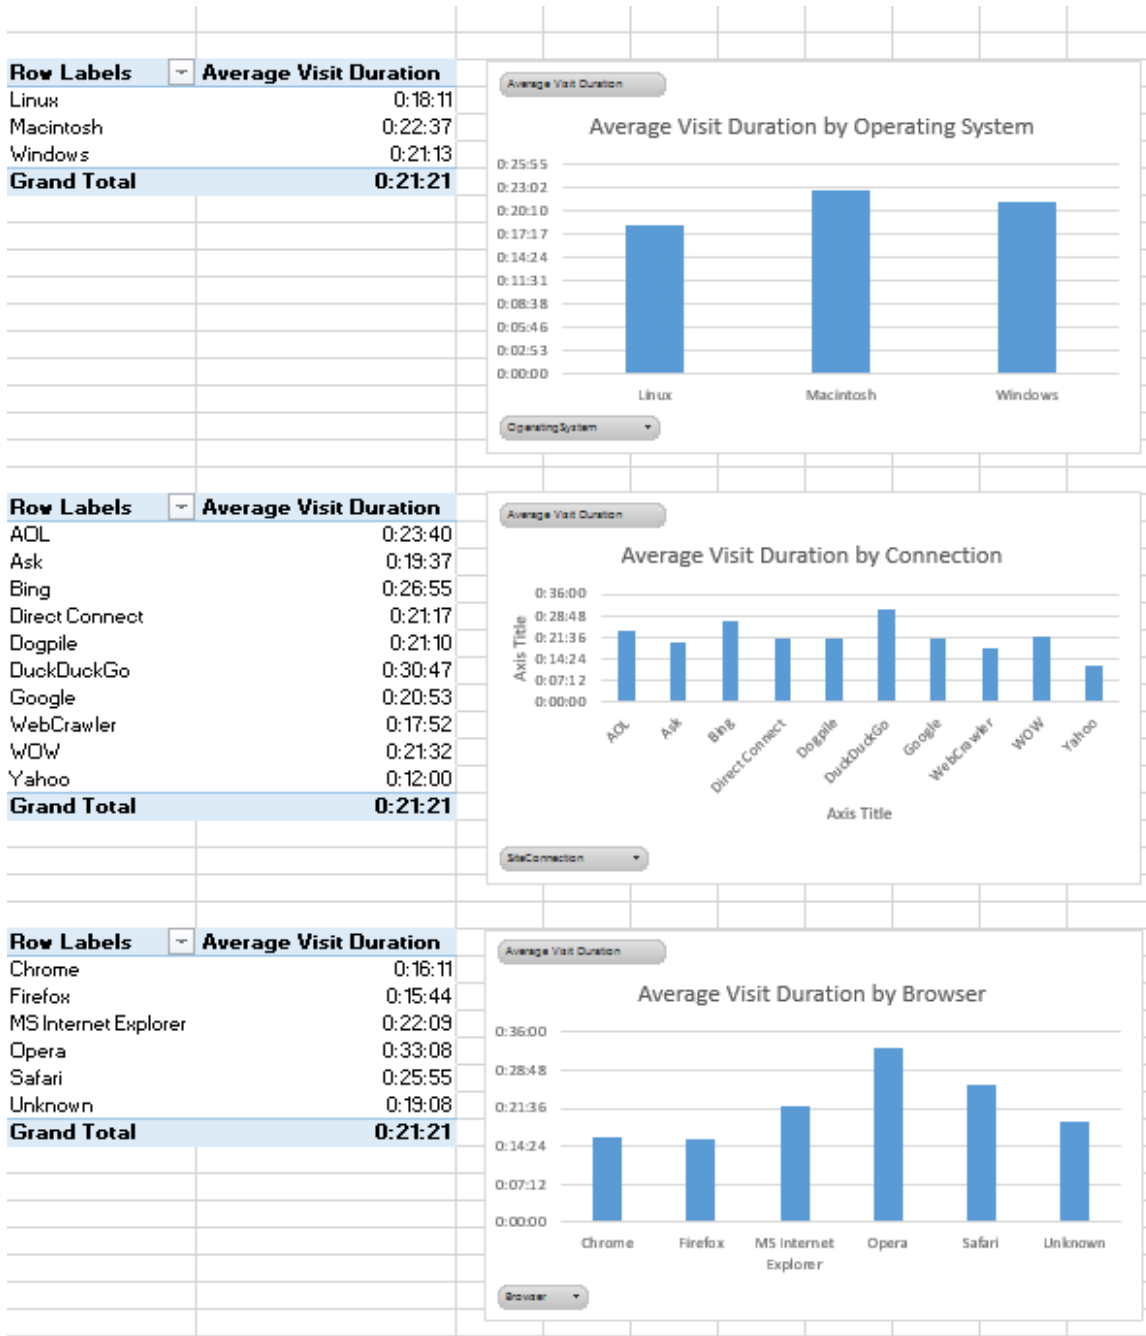 Row Labels Average Visit Duration
Linux 0:18:11
Macintosh 0:22:37
Windows 0:21:13
Grand Total 0:21:21
Average Visit Duration
Average Visit Duration by Operating System
0:25:55
0:23:02
0:20:10
0:17:17
0:14:24
0:11:31
0:08:38
0:05:46
0:02:53
0:00:00
Linux Macintosh Windows
OperatingSystem
Row Labels Average Visit Duration
AOL 0:23:40
Ask 0:19:37
Bing 0:26:55
Direct Connect 0:21:17
Dogpile 0:21:10
DuckDuckGo 0:30:47
Google 0:20:53
WebCrawler 0:17:52
WOW 0:21:32
Yahoo 0:12:00
Grand Total 0:21:21
Average Visit Duration
Average Visit Duration by Connection
Axis Title
0:36:00
0:28:48
0:21:36
0:14:24
0:07:12
0:00:00
AOL Ask Bing Direct Connect Dogpile DuckDuckGo Google WebCrawler WOW Yahoo
Axis Title
SiteConnection
Row Labels Average Visit Duration
Chrome 0:16:11
Firefox 0:15:44
MS Internet Explorer 0:22:09
Opera 0:33:08
Safari 0:25:55
Unknown 0:19:08
Grand Total 0:21:21
Average Visit Duration
Average Visit Duration by Browser
0:36:00
0:28:48
0:21:36
0:14:24
0:07:12
0:00:00
Chrome Firefox MS Internet Opera Safari Unknown
Explorer
Browser